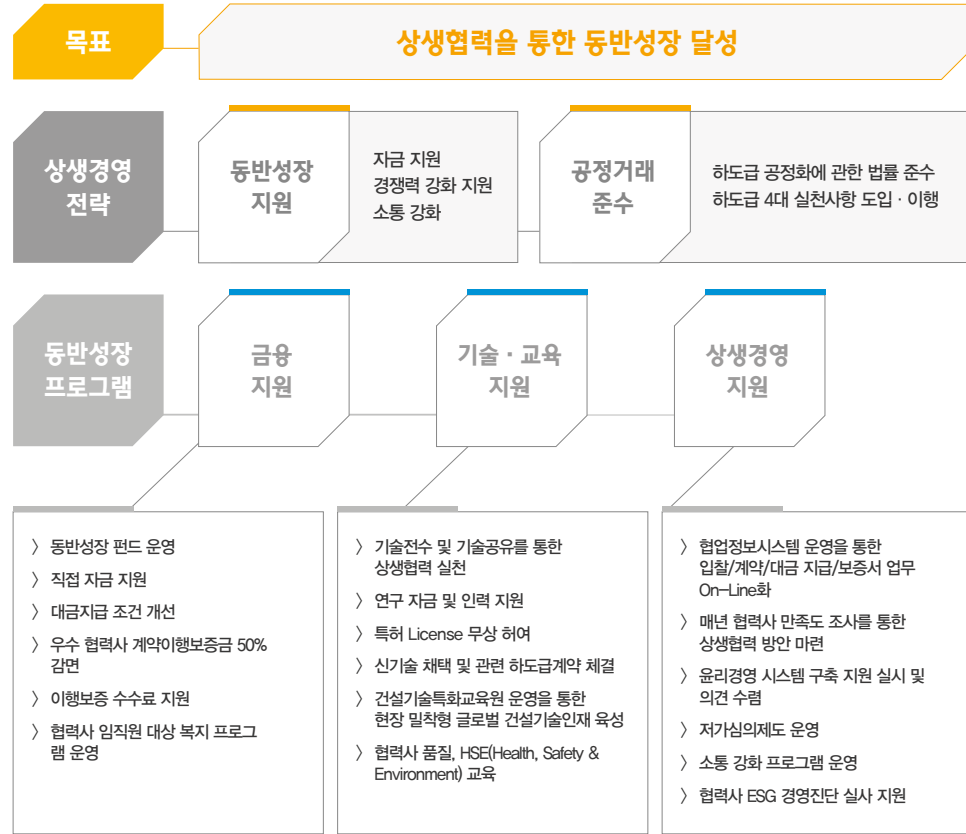 목표
상생협력을 통한 동반성장 달성
상생경영
전략
동반성장
지원
자금 지원
경쟁력 강화 지원
소통 강화
공정거래
준수
하도급 공정화에 관한 법률 준수
하도급 4대 실천사항 도입 · 이행
동반성장
프로그램
금융
지원
기술 · 교육
지원
상생경영
지원
〉 동반성장 펀드 운영
〉 직접 자금 지원
〉 대금지급 조건 개선
〉 우수 협력사 계약이행보증금 50%
감면
〉 이행보증 수수료 지원
〉 협력사 임직원 대상 복지 프로그
램 운영
〉 기술전수 및 기술공유를 통한
상생협력 실천
〉 연구 자금 및 인력 지원
〉 특허 License 무상 허여
〉 신기술 채택 및 관련 하도급계약 체결
〉 건설기술특화교육원 운영을 통한
현장 밀착형 글로벌 건설기술인재 육성
〉 협력사 품질, HSE(Health, Safety &
Environment) 교육
〉 협업정보시스템 운영을 통한
입찰/계약/대금 지급/보증서 업무
On-Line화
〉 매년 협력사 만족도 조사를 통한
상생협력 방안 마련
〉 윤리경영 시스템 구축 지원 실시 및
의견 수렴
〉 저가심의제도 운영
〉 소통 강화 프로그램 운영
〉 협력사 ESG 경영진단 실사 지원